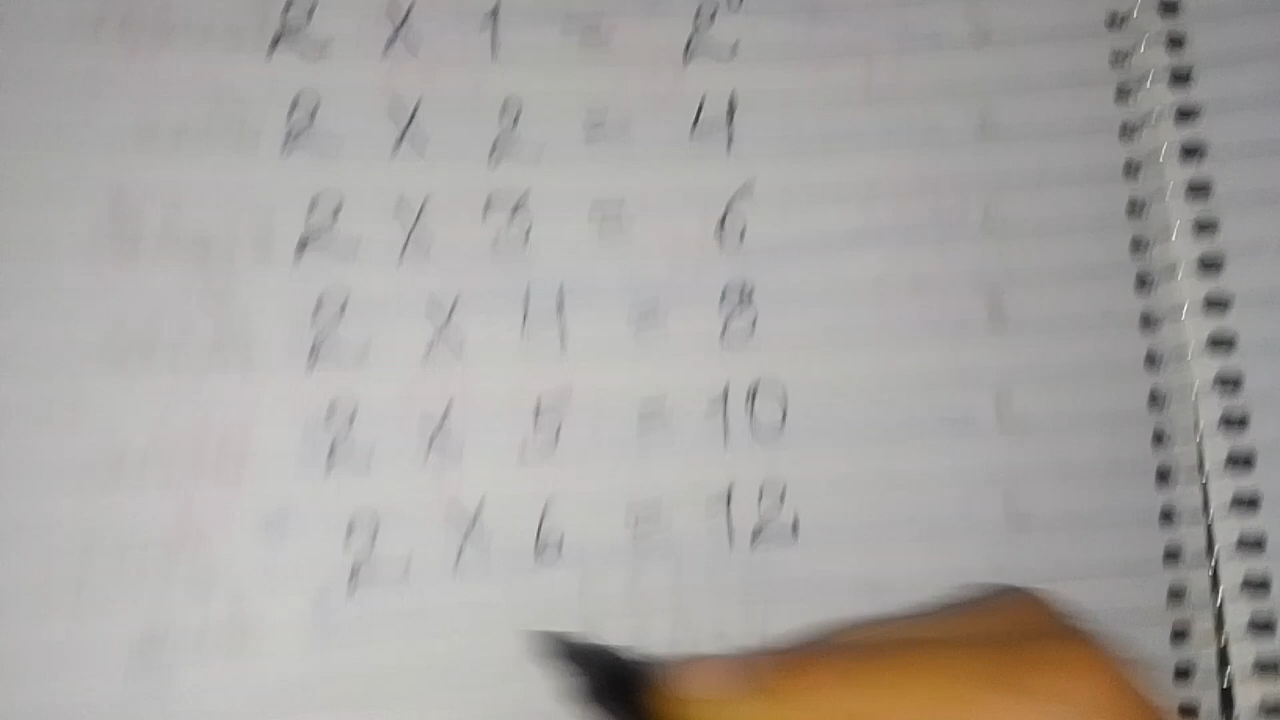 2 x 1 = 2
2 x 2 = 4
2 x 3 = 6
2 x 4 = 8
2 x 5 = 10
2 x 6 = 12